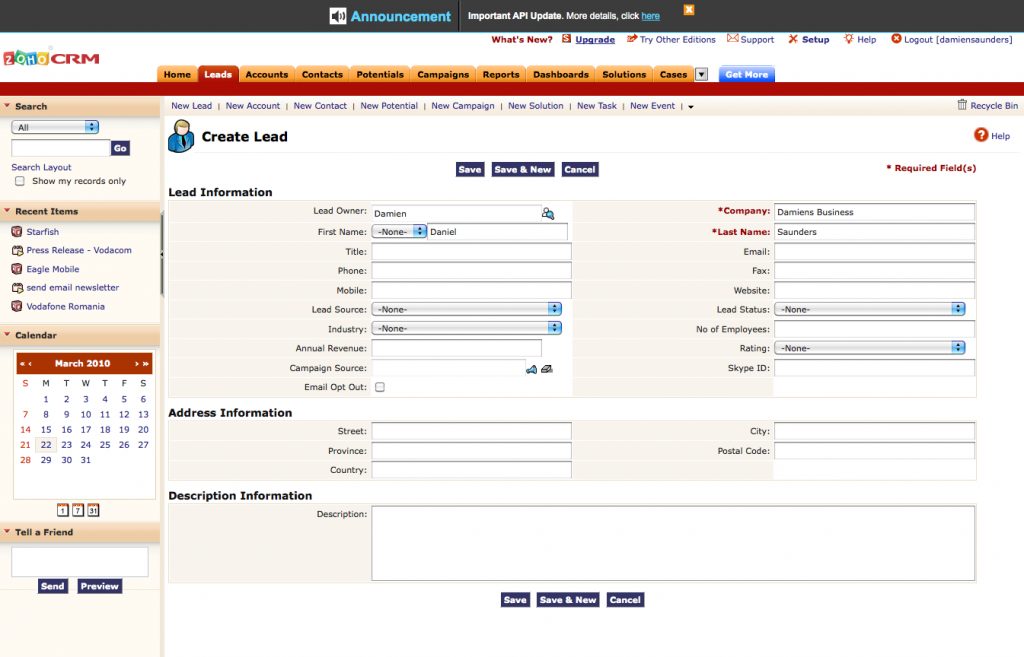 Announcement
Important API Update. More details, click here
What's New? Upgrade Try Other Editions Support Setup Help Logout [damiensaunders]
ZOHO CRM
Home Leads Accounts Contacts Potentials Campaigns Reports Dashboards Solutions Cases Get More
New Lead | New Account | New Contact | New Potential | New Campaign | New Solution | New Task | New Event | Recycle Bin
Search
All
Go
Search Layout
Show my records only
Recent Items
Starfish
Press Release - Vodacom
Eagle Mobile
send email newsletter
Vodafone Romania
Calendar
« ‹ March 2010 › »
S M T W T F S
1 2 3 4 5 6
7 8 9 10 11 12 13
14 15 16 17 18 19 20
21 22 23 24 25 26 27
28 29 30 31
1 7 31
Tell a Friend
Send Preview
Create Lead
Help
Save Save & New Cancel
* Required Field(s)
Lead Information
Lead Owner: Damien *Company: Damiens Business
First Name: -None- Daniel *Last Name: Saunders
Title: Email:
Phone: Fax:
Mobile: Website:
Lead Source: -None- Lead Status: -None-
Industry: -None- No of Employees:
Annual Revenue: Rating: -None-
Campaign Source: Skype ID:
Email Opt Out:
Address Information
Street: City:
Province: Postal Code:
Country:
Description Information
Description:
Save Save & New Cancel